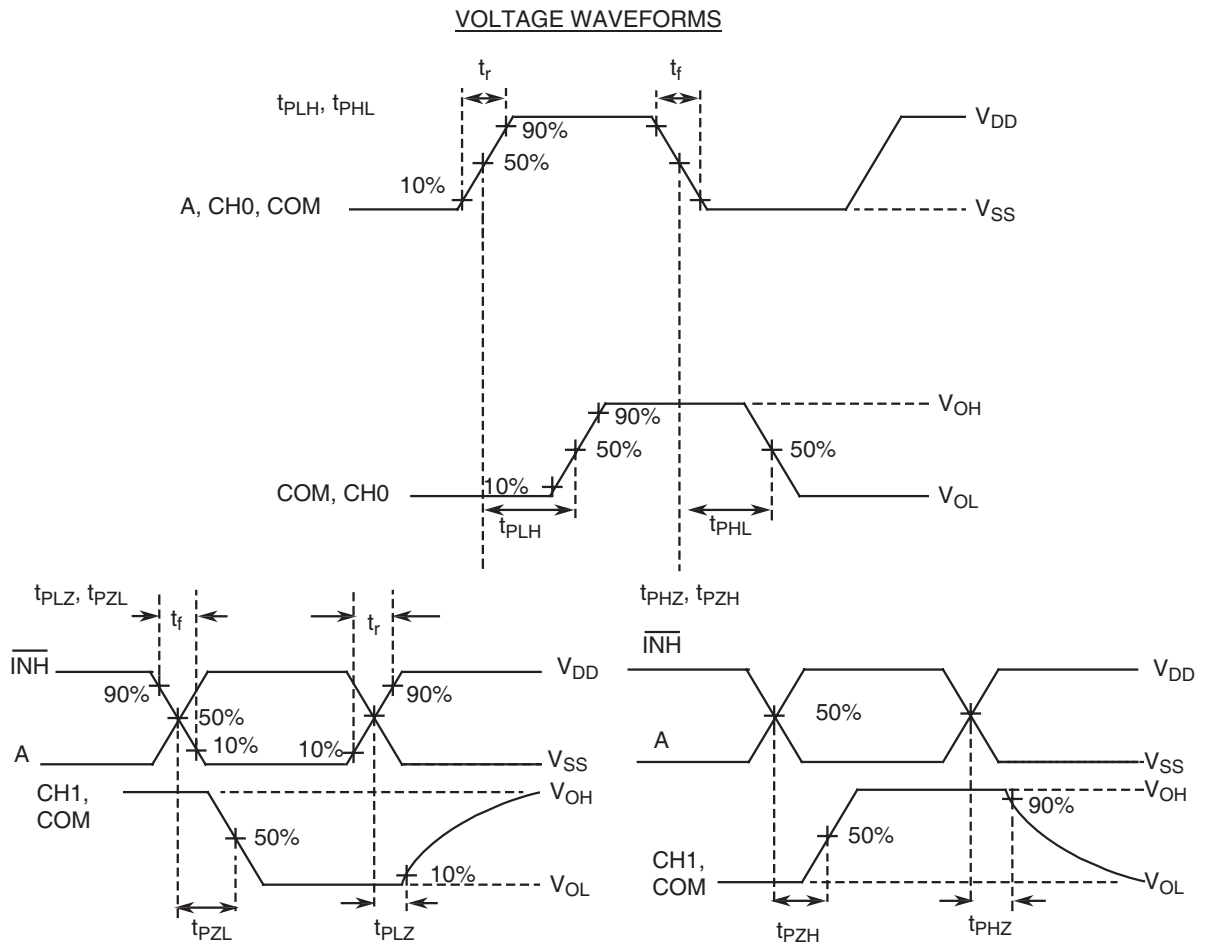 VOLTAGE WAVEFORMS
tr
tf
tPLH, tPHL
90%
VDD
50%
10%
A, CH0, COM
VSS
VOH
90%
50%
50%
10%
COM, CH0
VOL
tPLH
tPHL
tPLZ, tPZL
tf
tr
INH
VDD
90%
90%
50%
10%
10%
A
VSS
CH1,
COM
VOH
50%
10%
VOL
tPZL
tPLZ
tPHZ, tPZH
INH
VDD
50%
A
VSS
VOH
90%
50%
CH1,
COM
VOL
tPZH
tPHZ